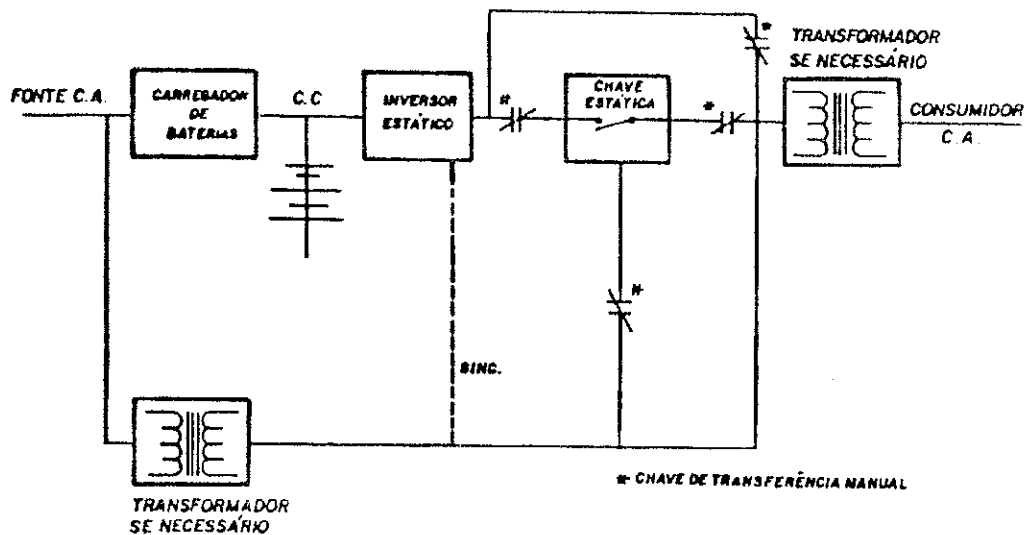 FONTE C.A.
CARREGADOR
DE
BATERIAS
C.C
INVERSOR
ESTÁTICO
*
CHAVE
ESTÁTICA
*
*
TRANSFORMADOR
SE NECESSÁRIO
CONSUMIDOR
C.A.
*
SINC.
TRANSFORMADOR
SE NECESSÁRIO
* CHAVE DE TRANSFERÊNCIA MANUAL